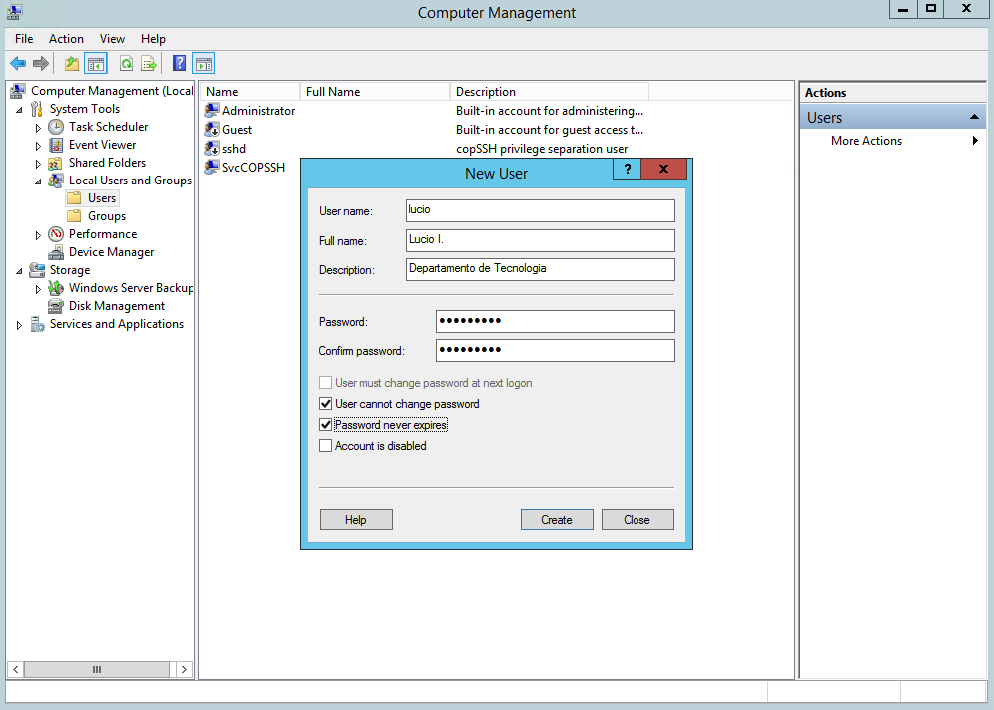 Computer Management
File Action View Help
Computer Management (Local
System Tools
Task Scheduler
Event Viewer
Shared Folders
Local Users and Groups
Users
Groups
Performance
Device Manager
Storage
Windows Server Backup
Disk Management
Services and Applications
Name Full Name Description
Administrator Built-in account for administering...
Guest Built-in account for guest access t...
sshd copSSH privilege separation user
SvcCOPSSH
New User
?
User name: lucio
Full name: Lucio I.
Description: Departamento de Tecnologia
Password: •••••••••
Confirm password: •••••••••
User must change password at next logon
User cannot change password
Password never expires
Account is disabled
Help Create Close
Actions
Users
More Actions